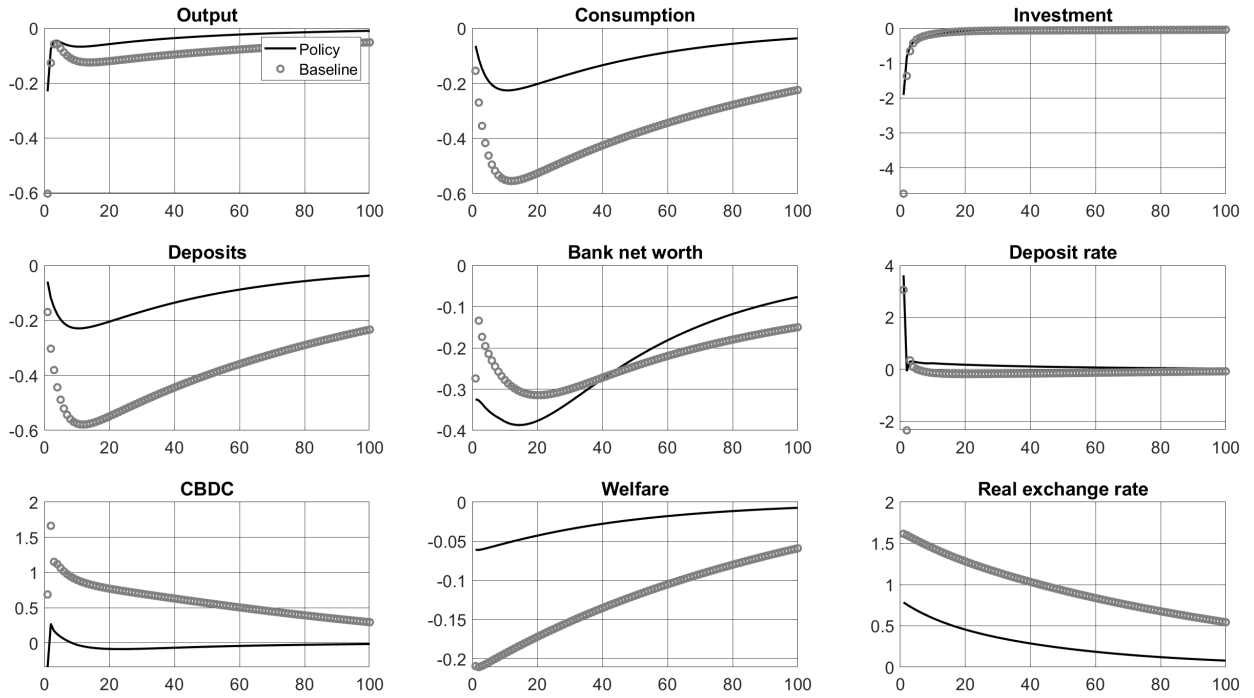 Output
0
-0.2
-0.4
-0.6
0 20 40 60 80 100
Policy
Baseline
Consumption
0
-0.2
-0.4
-0.6
0 20 40 60 80 100
Investment
0
-1
-2
-3
-4
0 20 40 60 80 100
Deposits
0
-0.2
-0.4
-0.6
0 20 40 60 80 100
Bank net worth
0
-0.1
-0.2
-0.3
-0.4
0 20 40 60 80 100
Deposit rate
4
2
0
-2
0 20 40 60 80 100
CBDC
2
1.5
1
0.5
0
0 20 40 60 80 100
Welfare
0
-0.05
-0.1
-0.15
-0.2
0 20 40 60 80 100
Real exchange rate
2
1.5
1
0.5
0
0 20 40 60 80 100